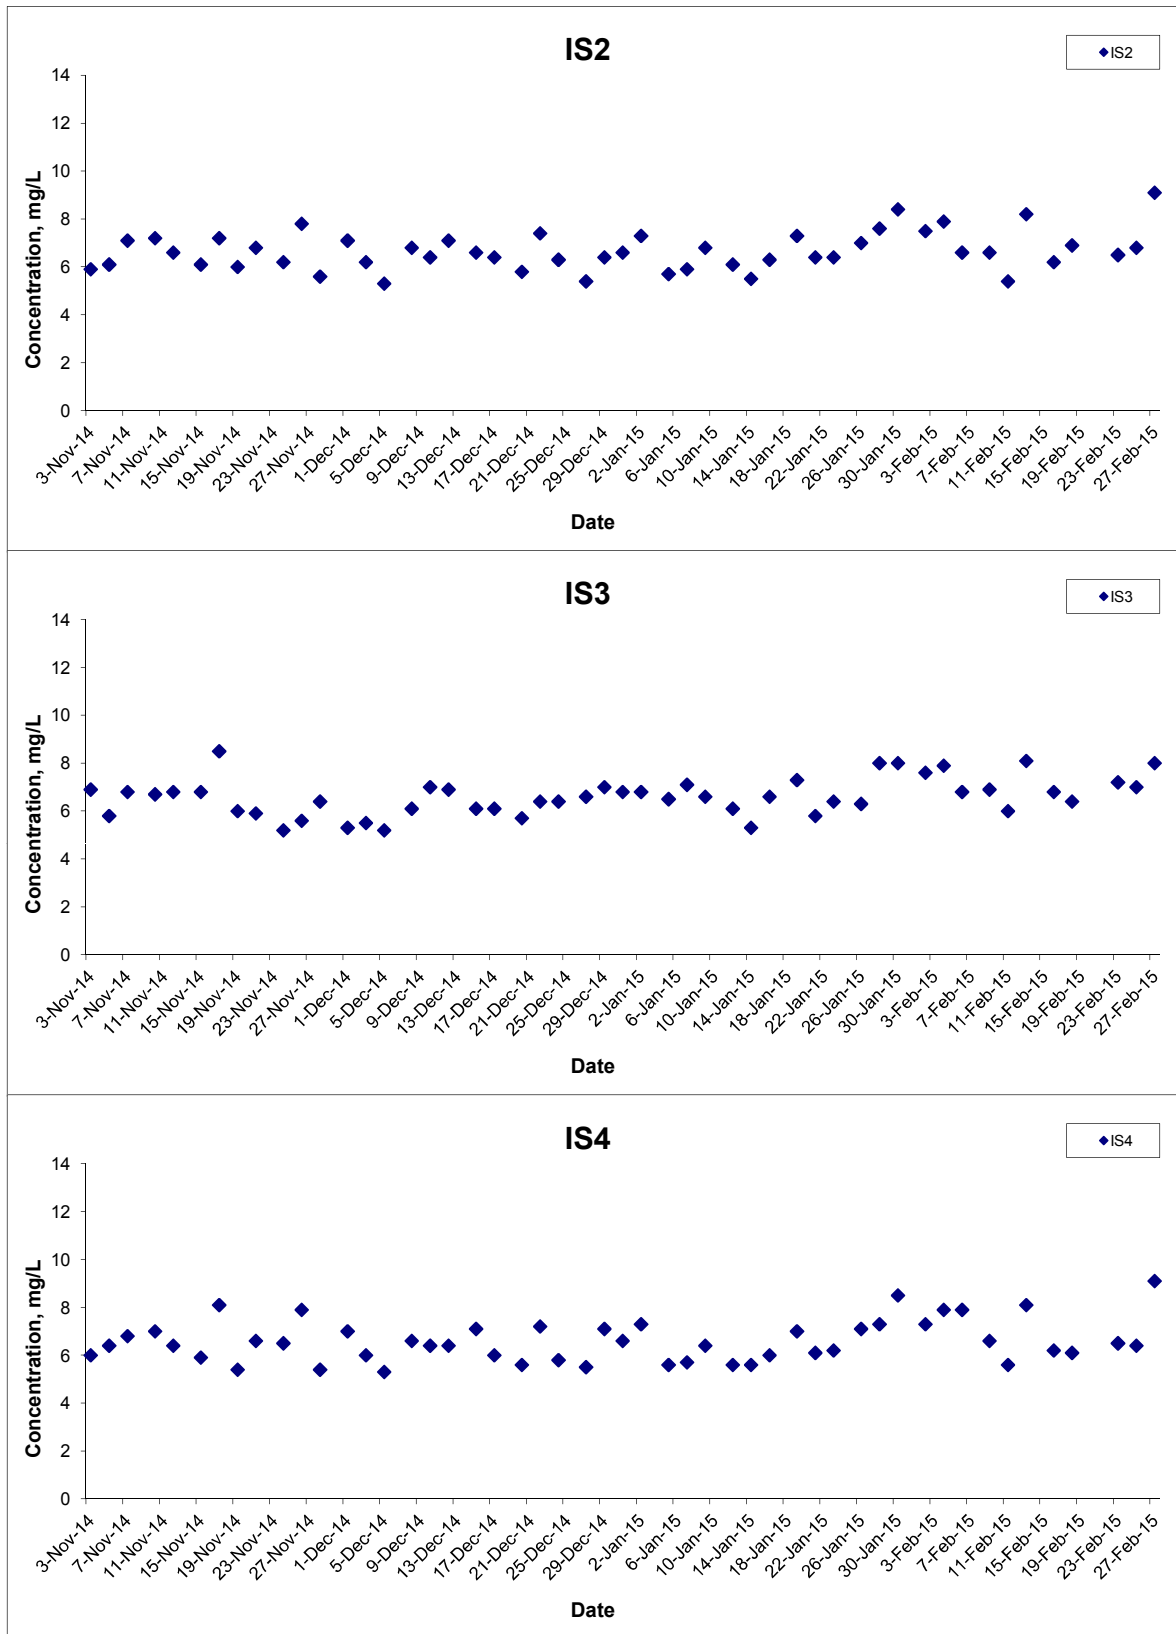 IS2
IS2
14
12
10
8
6
4
2
0
Concentration, mg/L
3-Nov-14
7-Nov-14
11-Nov-14
15-Nov-14
19-Nov-14
23-Nov-14
27-Nov-14
1-Dec-14
5-Dec-14
9-Dec-14
13-Dec-14
17-Dec-14
21-Dec-14
25-Dec-14
29-Dec-14
2-Jan-15
6-Jan-15
10-Jan-15
14-Jan-15
18-Jan-15
22-Jan-15
26-Jan-15
30-Jan-15
3-Feb-15
7-Feb-15
11-Feb-15
15-Feb-15
19-Feb-15
23-Feb-15
27-Feb-15
Date
IS3
IS3
14
12
10
8
6
4
2
0
Concentration, mg/L
3-Nov-14
7-Nov-14
11-Nov-14
15-Nov-14
19-Nov-14
23-Nov-14
27-Nov-14
1-Dec-14
5-Dec-14
9-Dec-14
13-Dec-14
17-Dec-14
21-Dec-14
25-Dec-14
29-Dec-14
2-Jan-15
6-Jan-15
10-Jan-15
14-Jan-15
18-Jan-15
22-Jan-15
26-Jan-15
30-Jan-15
3-Feb-15
7-Feb-15
11-Feb-15
15-Feb-15
19-Feb-15
23-Feb-15
27-Feb-15
Date
IS4
IS4
14
12
10
8
6
4
2
0
Concentration, mg/L
3-Nov-14
7-Nov-14
11-Nov-14
15-Nov-14
19-Nov-14
23-Nov-14
27-Nov-14
1-Dec-14
5-Dec-14
9-Dec-14
13-Dec-14
17-Dec-14
21-Dec-14
25-Dec-14
29-Dec-14
2-Jan-15
6-Jan-15
10-Jan-15
14-Jan-15
18-Jan-15
22-Jan-15
26-Jan-15
30-Jan-15
3-Feb-15
7-Feb-15
11-Feb-15
15-Feb-15
19-Feb-15
23-Feb-15
27-Feb-15
Date